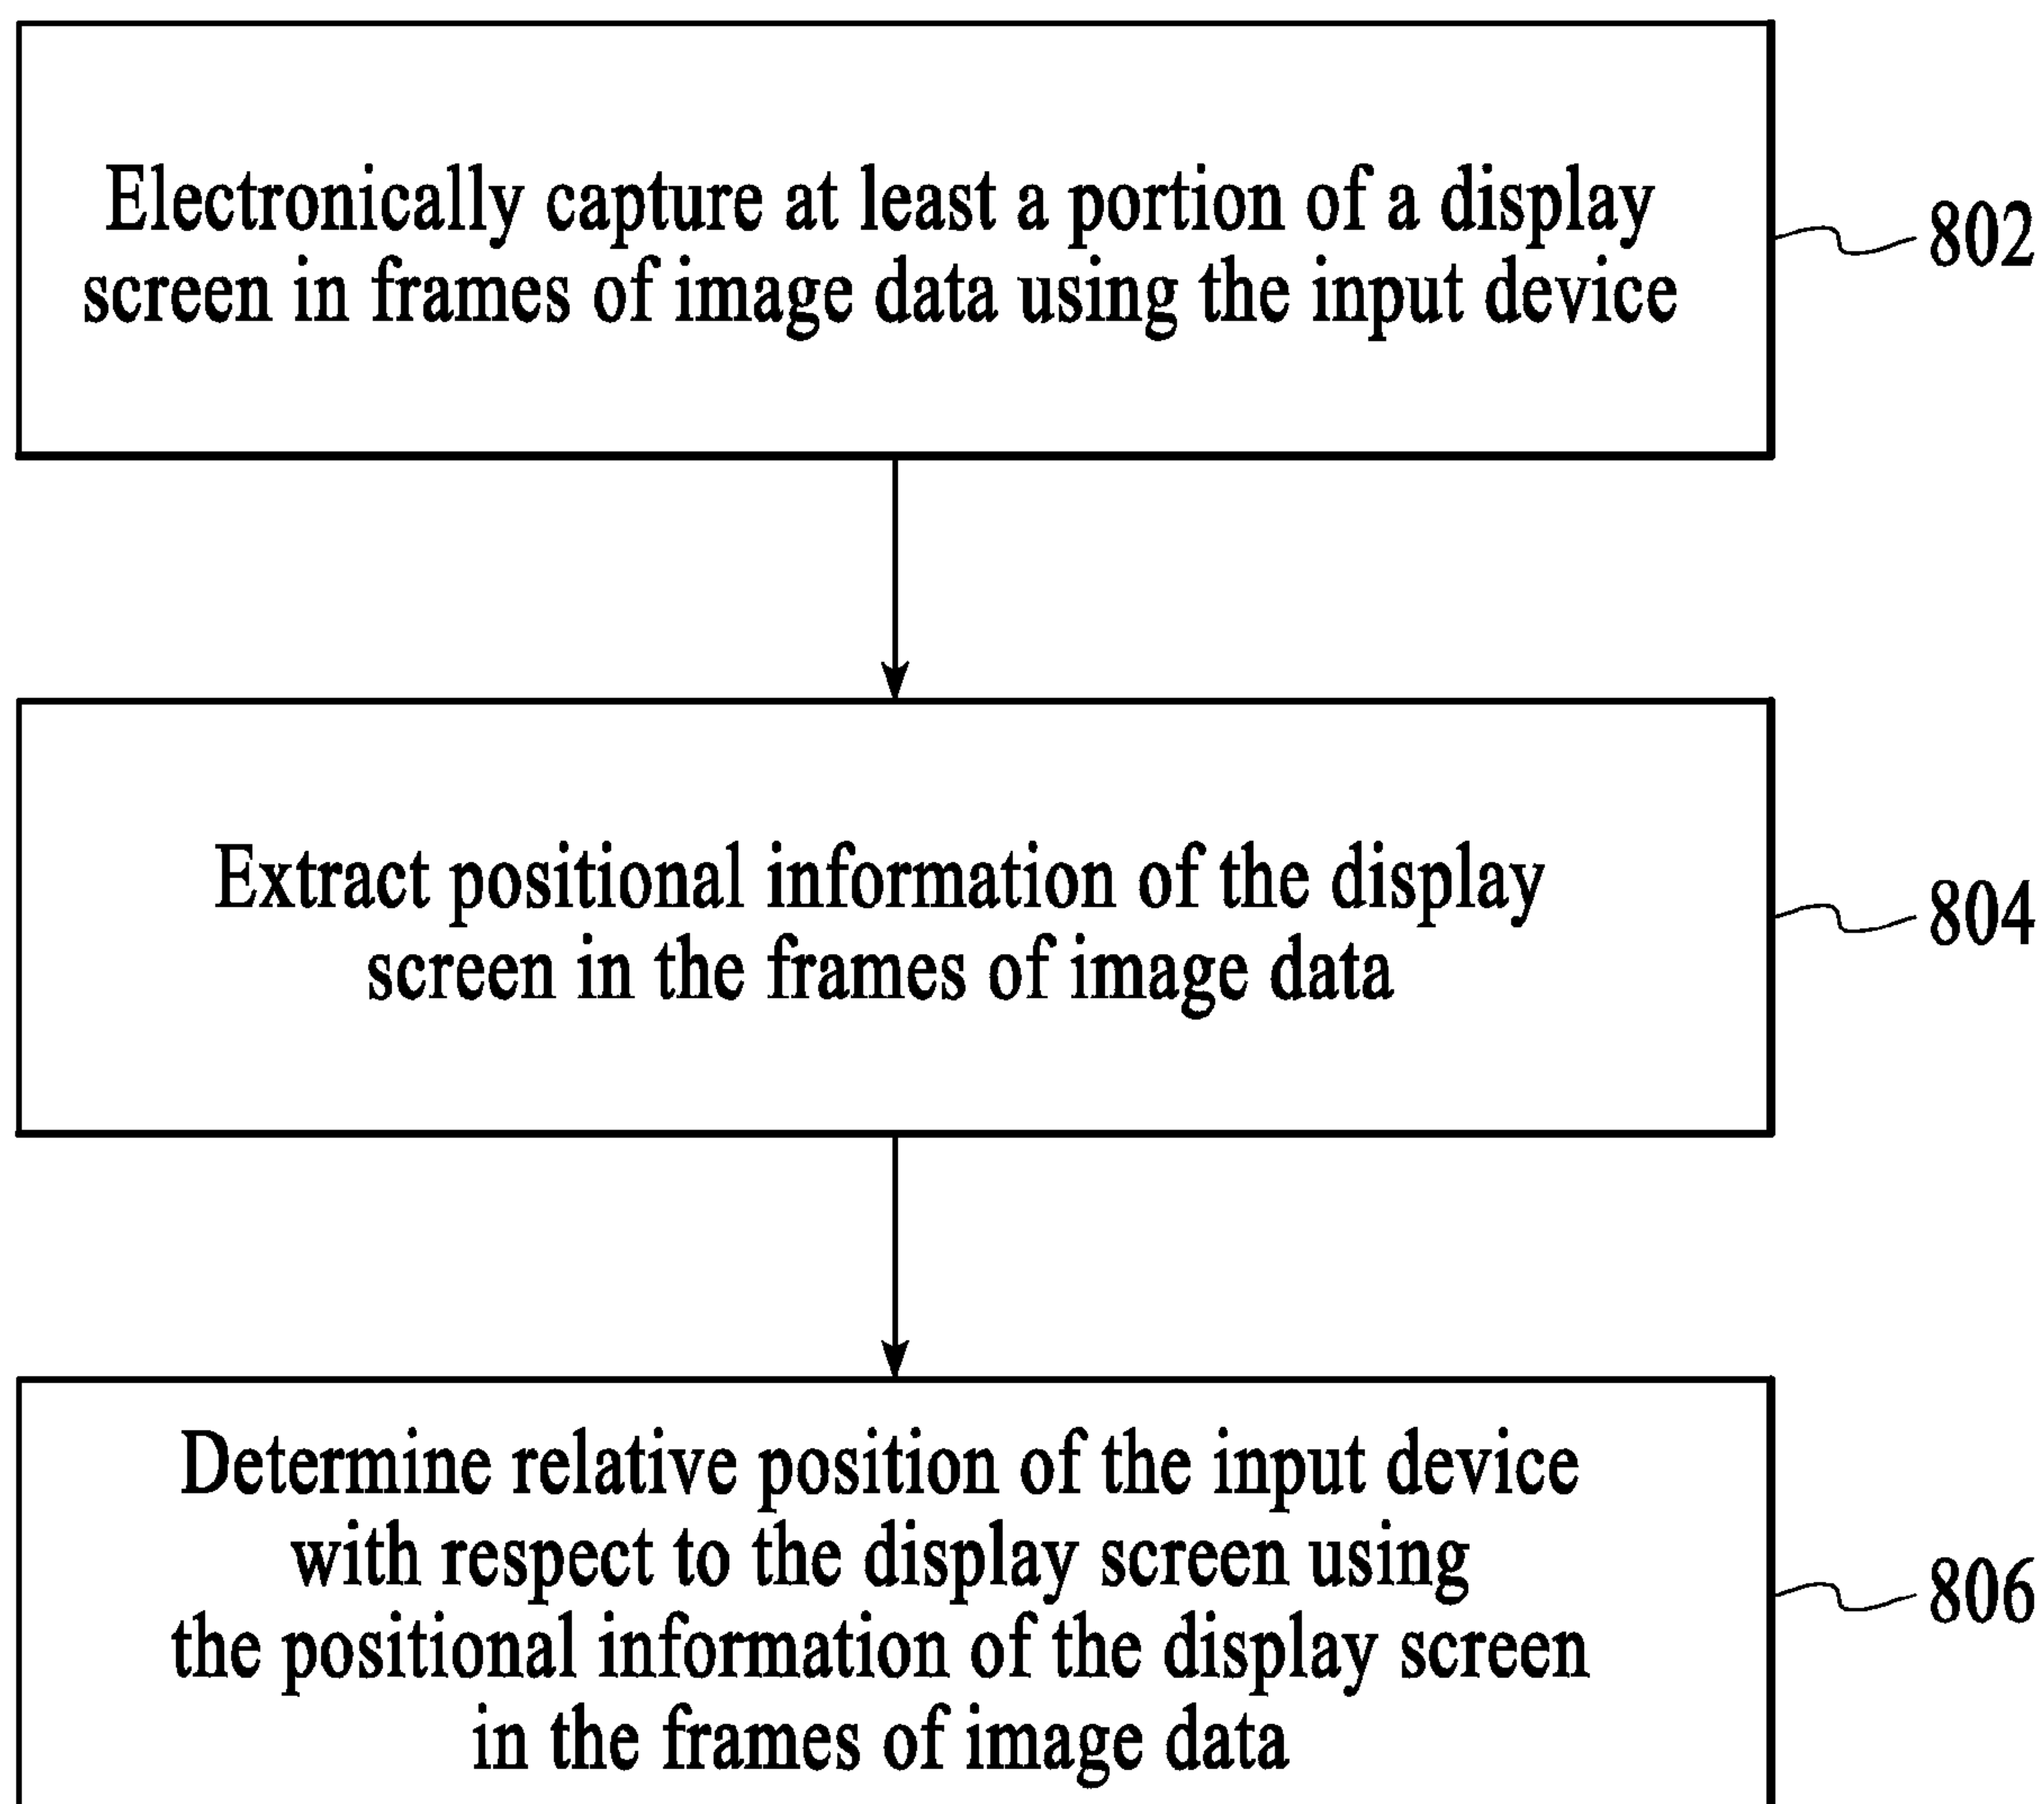 Electronically capture at least a portion of a display
screen in frames of image data using the input device
802
Extract positional information of the display
screen in the frames of image data
804
Determine relative position of the input device
with respect to the display screen using
the positional information of the display screen
in the frames of image data
806